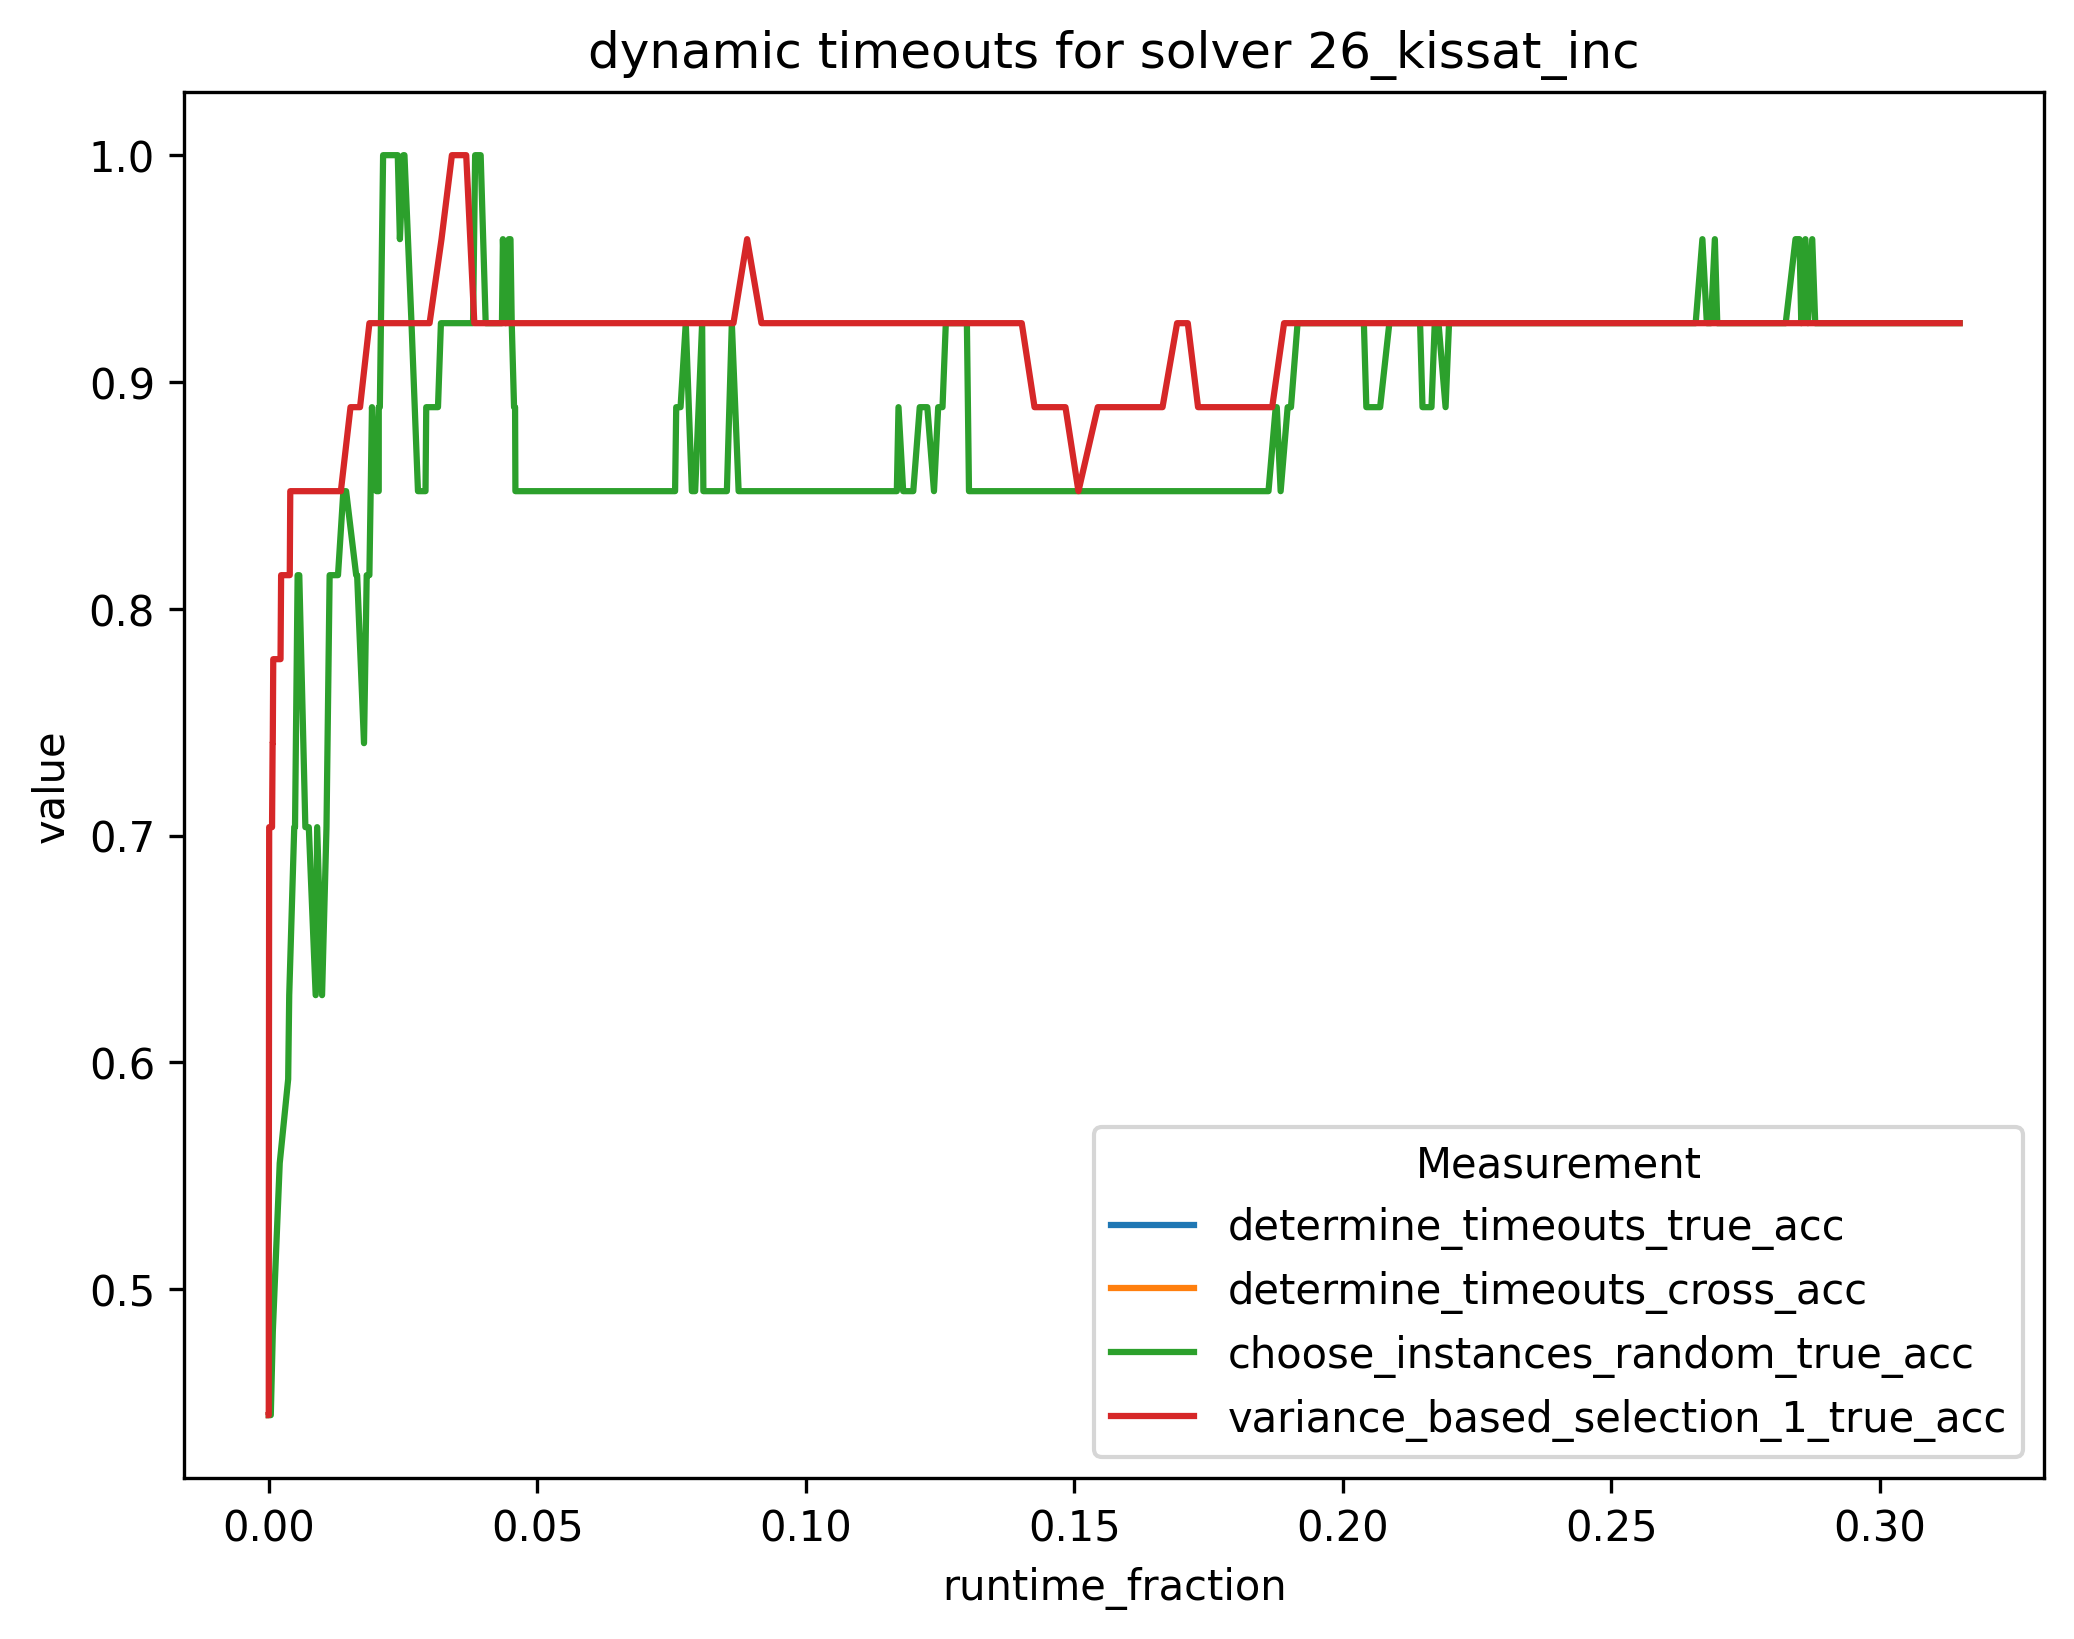 dynamic timeouts for solver 26_kissat_inc
value
1.0
0.9
0.8
0.7
0.6
0.5
Measurement
determine_timeouts_true_acc
determine_timeouts_cross_acc
choose_instances_random_true_acc
variance_based_selection_1_true_acc
0.00 0.05 0.10 0.15 0.20 0.25 0.30
runtime_fraction